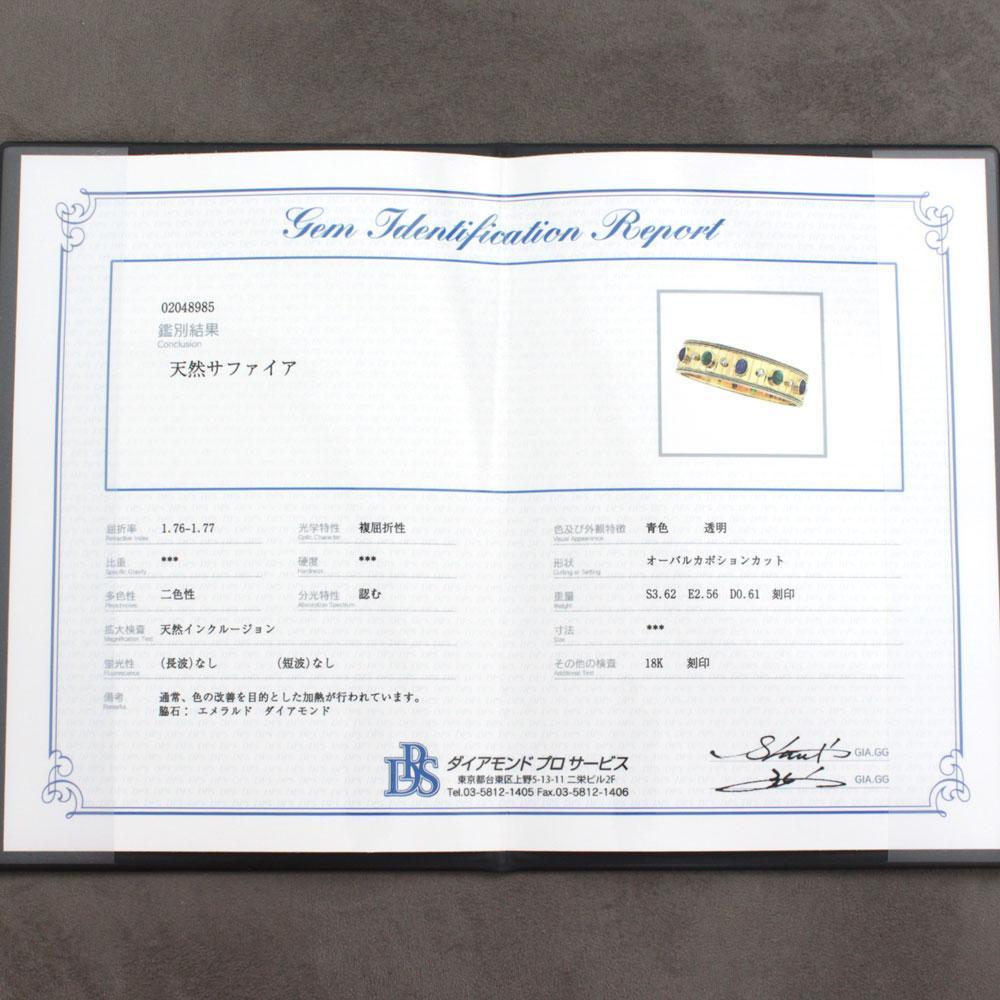 Gem Identification Report
02048985
鑑別結果
Conclusion
天然サファイア
屈折率 1.76-1.77 光学特性 複屈折性
Refractive Index Optic Character
比重 *** 硬度 ***
Specific Gravity Hardness
多色性 二色性 分光特性 認む
Pleochroism Absorption Spectrum
拡大検査 天然インクルージョン
Magnification Test
蛍光性 (長波)なし (短波)なし
Fluorescence
備考 通常、色の改善を目的とした加熱が行われています。
Remarks
脇石: エメラルド ダイアモンド
色及び外観特徴 青色 透明
Visual Appearance
形状 オーバルカボションカット
Cutting or Setting
重量 S3.62 E2.56 D0.61 刻印
Weight
寸法 ***
Size
その他の検査 18K 刻印
Additional Test
DPS ダイアモンド プロ サービス
東京都台東区上野5-13-11 二栄ビル2F
Tel.03-5812-1405 Fax.03-5812-1406
GIA.GG
GIA.GG